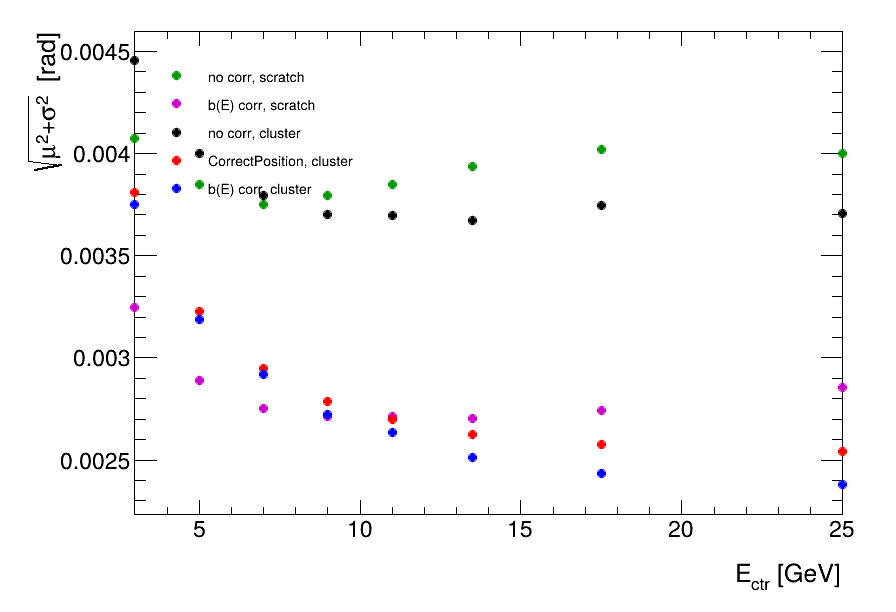 √μ²+σ² [rad]
0.0045
0.004
0.0035
0.003
0.0025
no corr, scratch
b(E) corr, scratch
no corr, cluster
CorrectPosition, cluster
b(E) corr, cluster
5 10 15 20 25
E_ctr [GeV]